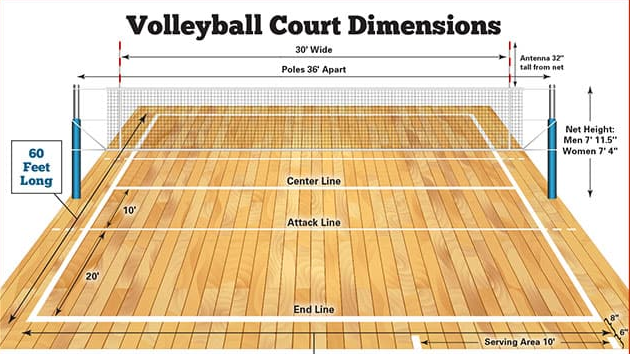 Volleyball Court Dimensions
30' Wide
Antenna 32"
tall from net
Poles 36' Apart
Net Height:
Men 7' 11.5"
Women 7' 4"
60
Feet
Long
Center Line
10'
Attack Line
20'
End Line
8"
6"
Serving Area 10'